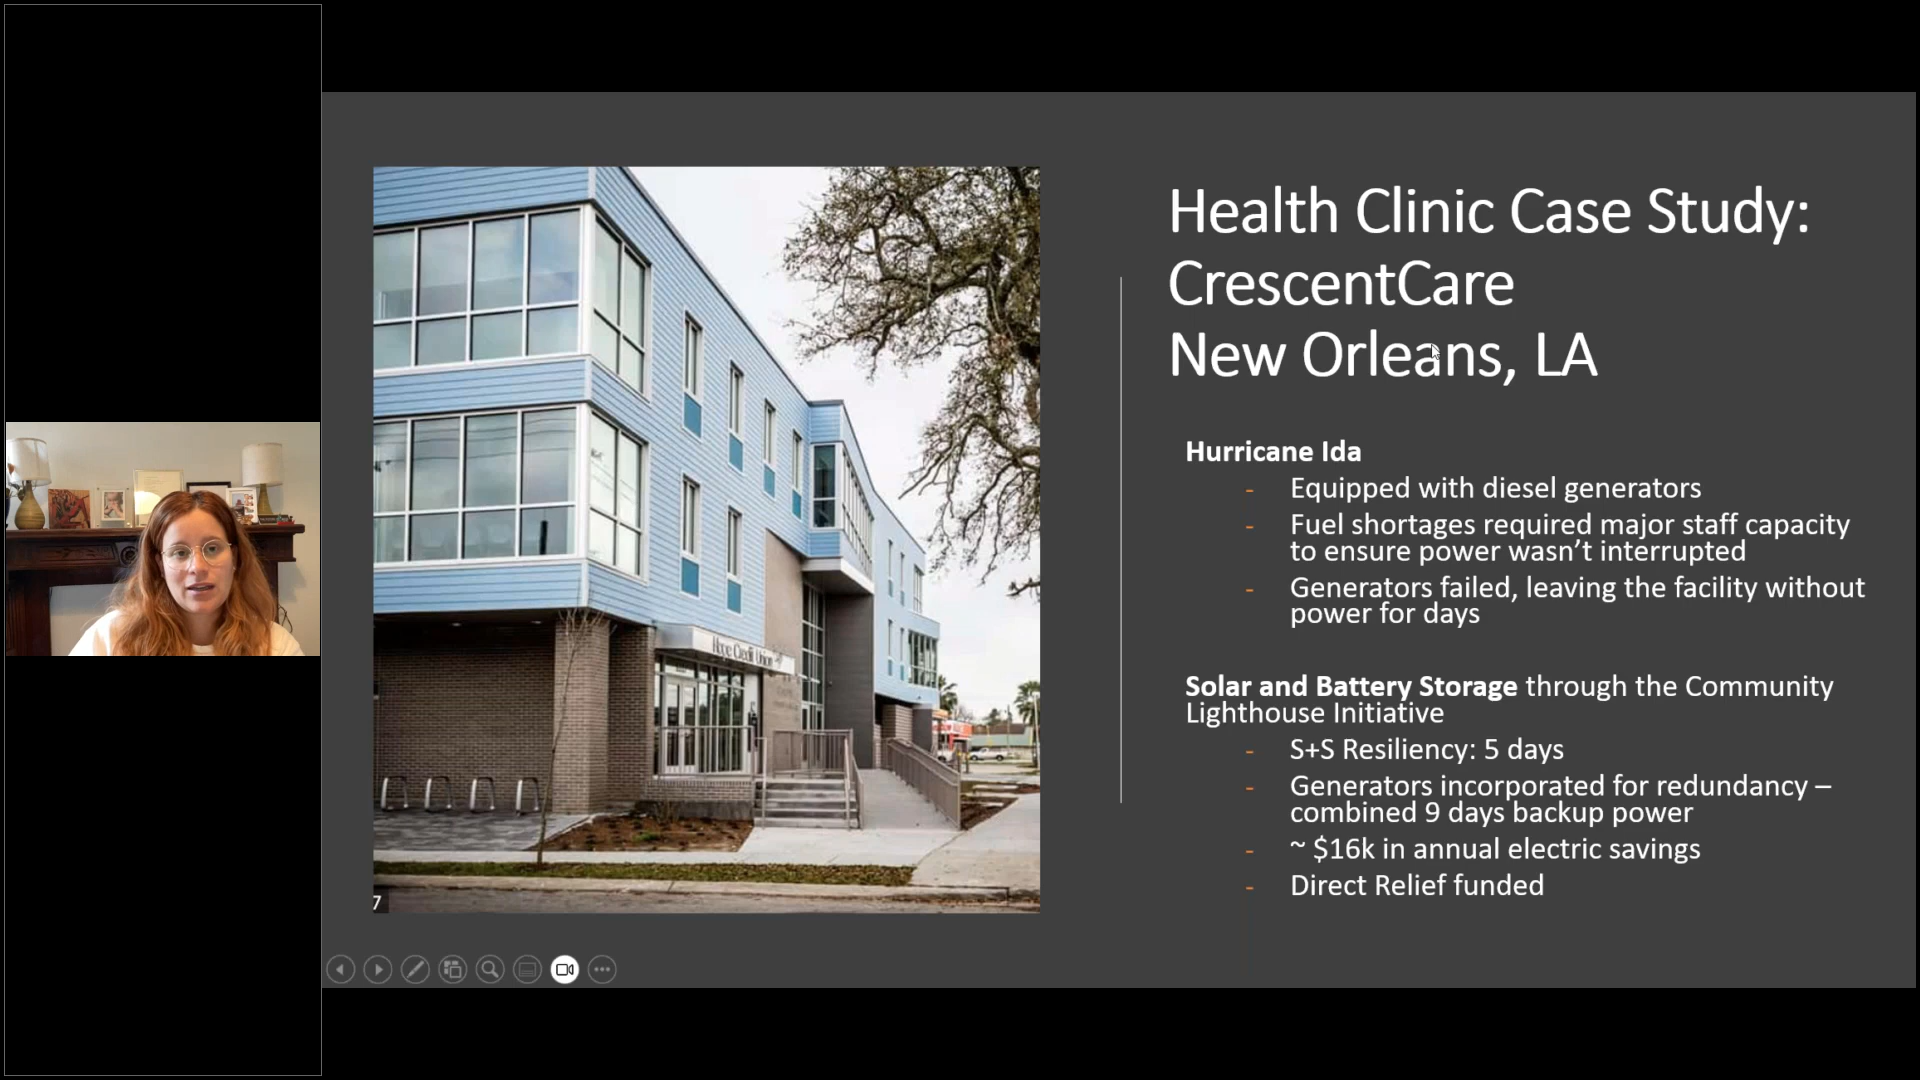 Health Clinic Case Study:
CrescentCare
New Orleans, LA
Hurricane Ida
- Equipped with diesel generators
- Fuel shortages required major staff capacity
to ensure power wasn’t interrupted
- Generators failed, leaving the facility without
power for days
Solar and Battery Storage through the Community
Lighthouse Initiative
- S+S Resiliency: 5 days
- Generators incorporated for redundancy –
combined 9 days backup power
- ~ $16k in annual electric savings
- Direct Relief funded
Hope Credit Union
7